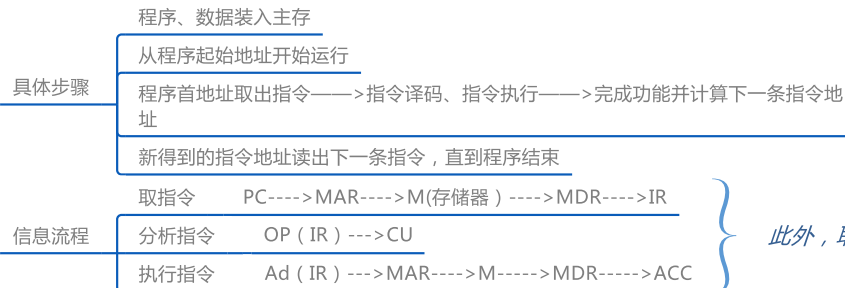 程序、数据装入主存
从程序起始地址开始运行
具体步骤
程序首地址取出指令——>指令译码、指令执行——>完成功能并计算下一条指令地
址
新得到的指令地址读出下一条指令，直到程序结束
取指令 PC---->MAR---->M(存储器）---->MDR---->IR
信息流程
分析指令 OP（IR）--->CU
此外，
执行指令 Ad（IR）--->MAR---->M----->MDR----->ACC